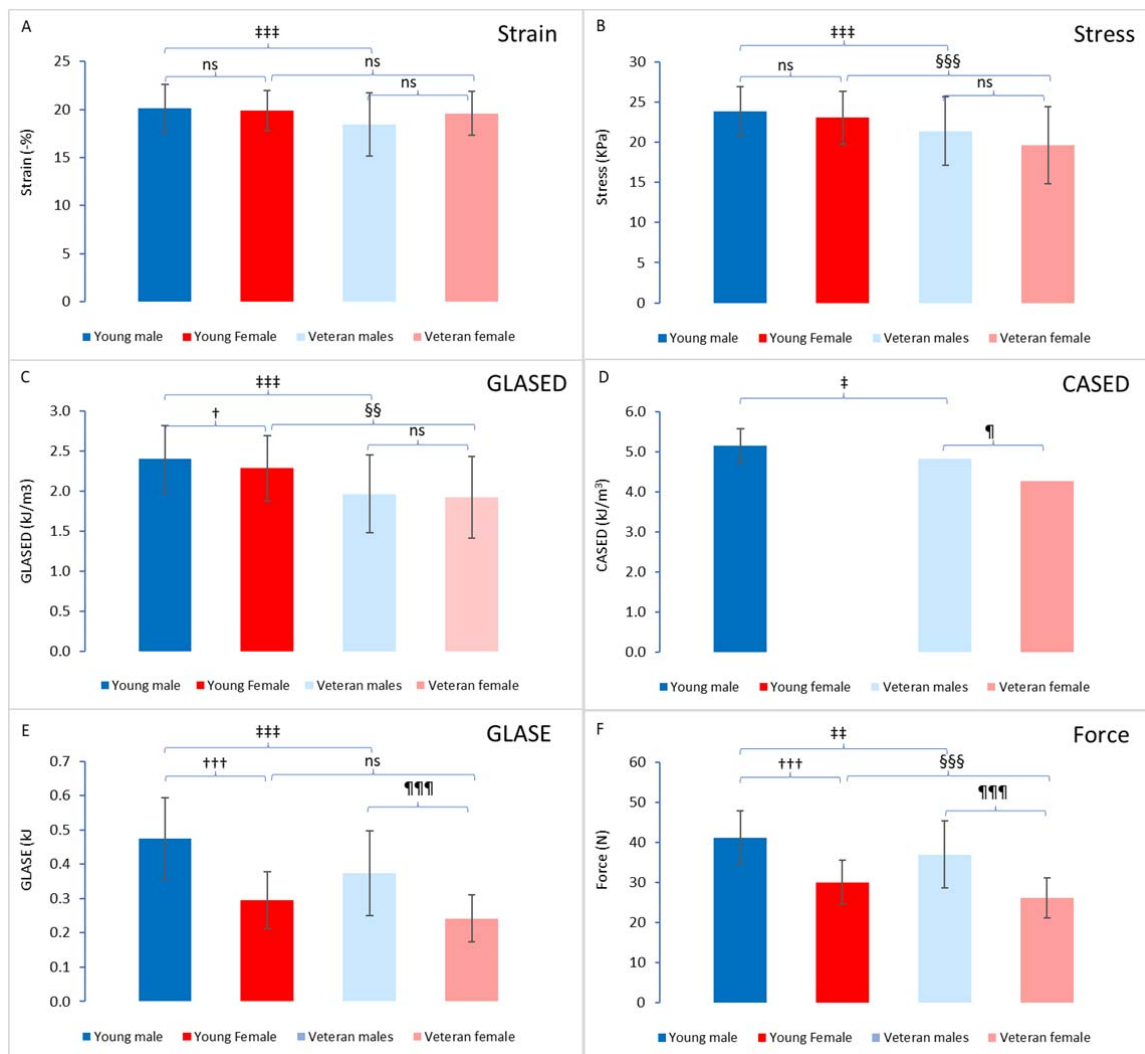 A
Strain
‡‡‡
ns
ns
ns
25
20
15
10
5
0
Strain (-%)
Young male Young Female Veteran males Veteran female
B
Stress
‡‡‡
§§§
ns
ns
30
25
20
15
10
5
0
Stress (KPa)
Young male Young Female Veteran males Veteran female
C
GLASED
‡‡‡
†
§§
ns
3.0
2.5
2.0
1.5
1.0
0.5
0.0
GLASED (kJ/m3)
Young male Young Female Veteran males Veteran female
D
CASED
‡
¶
6.0
5.0
4.0
3.0
2.0
1.0
0.0
CASED (kJ/m³)
Young male Young female Veteran males Veteran female
E
GLASE
‡‡‡
†††
ns
¶¶¶
0.7
0.6
0.5
0.4
0.3
0.2
0.1
0.0
GLASE (kJ
Young male Young Female Veteran males Veteran female
F
Force
‡‡
†††
§§§
¶¶¶
60
50
40
30
20
10
0
Force (N)
Young male Young Female Veteran males Veteran female